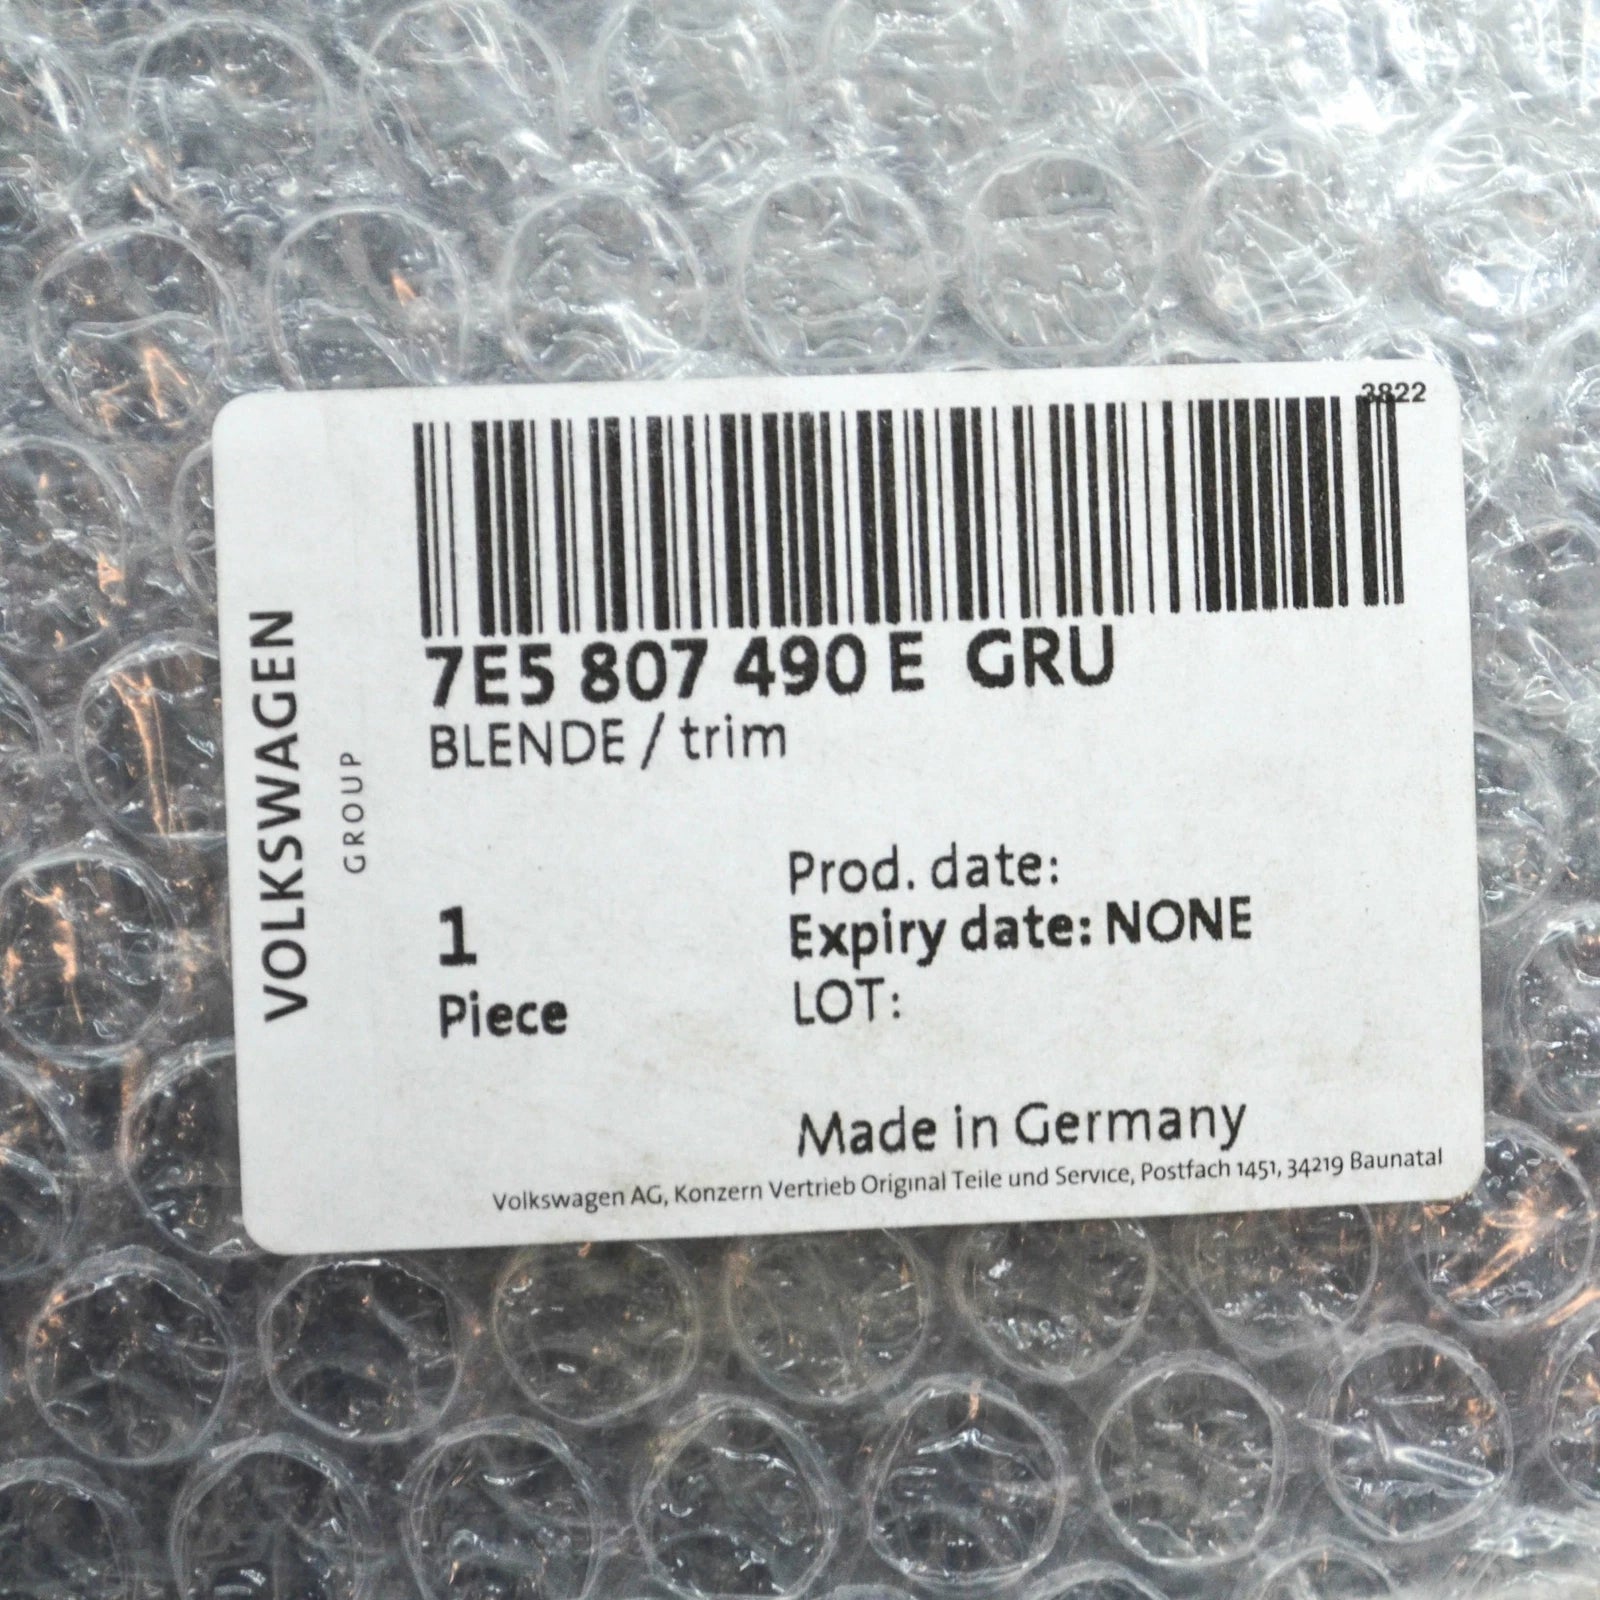 3822
7E5 807 490 E GRU
BLENDE / trim
VOLKSWAGEN
GROUP
1
Piece
Prod. date:
Expiry date: NONE
LOT:
Made in Germany
Volkswagen AG, Konzern Vertrieb Original Teile und Service, Postfach 1451, 34219 Baunatal